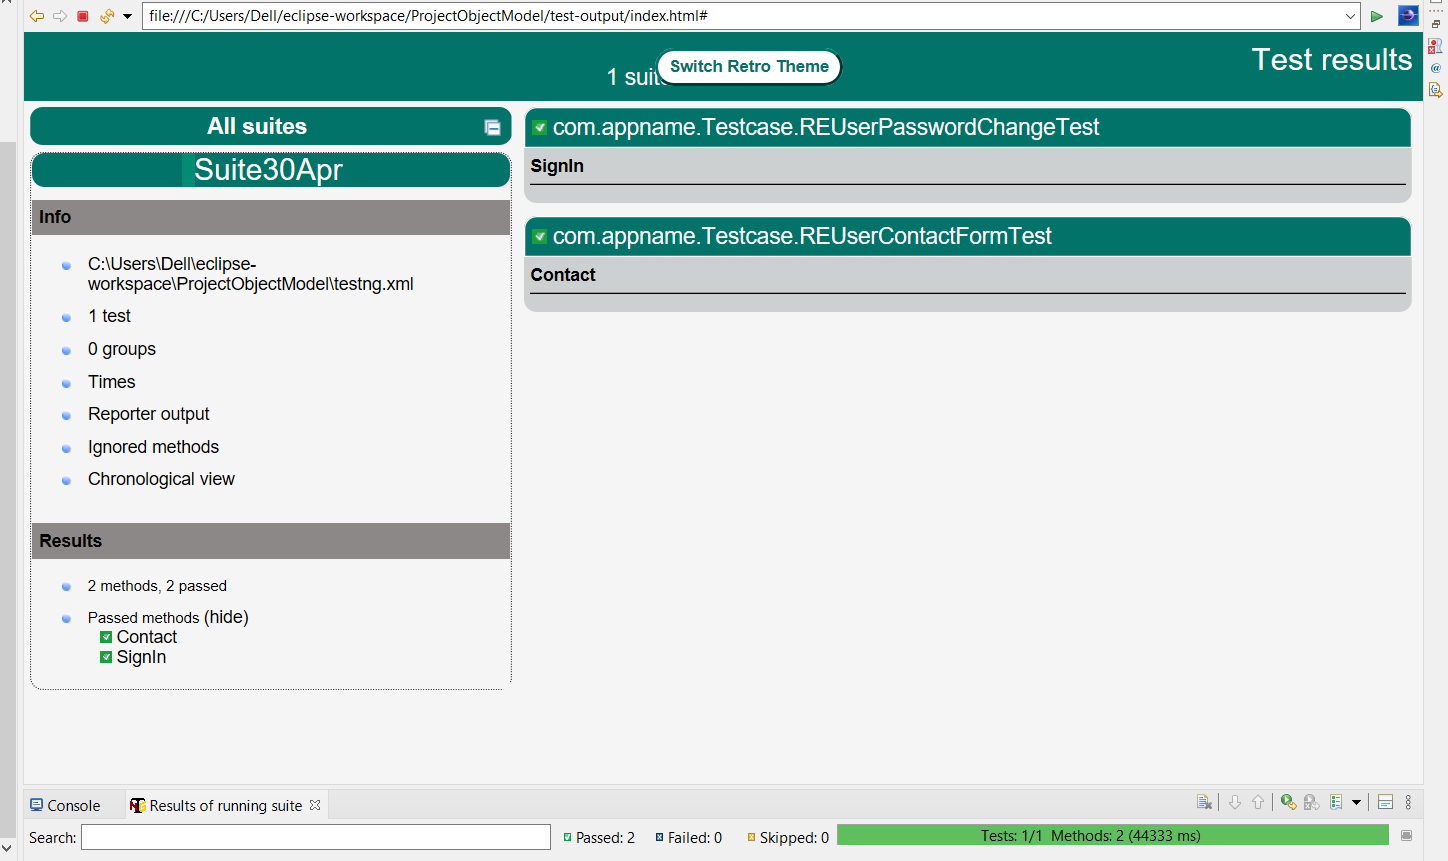 file:///C:/Users/Dell/eclipse-workspace/ProjectObjectModel/test-output/index.html#
Test results
1 suit
Switch Retro Theme
All suites
Suite30Apr
Info
C:\Users\Dell\eclipse-
workspace\ProjectObjectModel\testng.xml
1 test
0 groups
Times
Reporter output
Ignored methods
Chronological view
Results
2 methods, 2 passed
Passed methods (hide)
Contact
SignIn
com.appname.Testcase.REUserPasswordChangeTest
SignIn
com.appname.Testcase.REUserContactFormTest
Contact
Console
Results of running suite
Search:
Passed: 2
Failed: 0
Skipped: 0
Tests: 1/1 Methods: 2 (44333 ms)